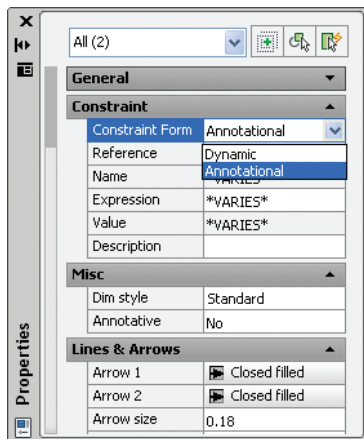 All (2)
General
Constraint
Constraint Form Annotational
Reference Dynamic
Annotational
Name *VARIES*
Expression *VARIES*
Value *VARIES*
Description
Misc
Dim style Standard
Annotative No
Lines & Arrows
Arrow 1 Closed filled
Arrow 2 Closed filled
Arrow size 0.18
Properties